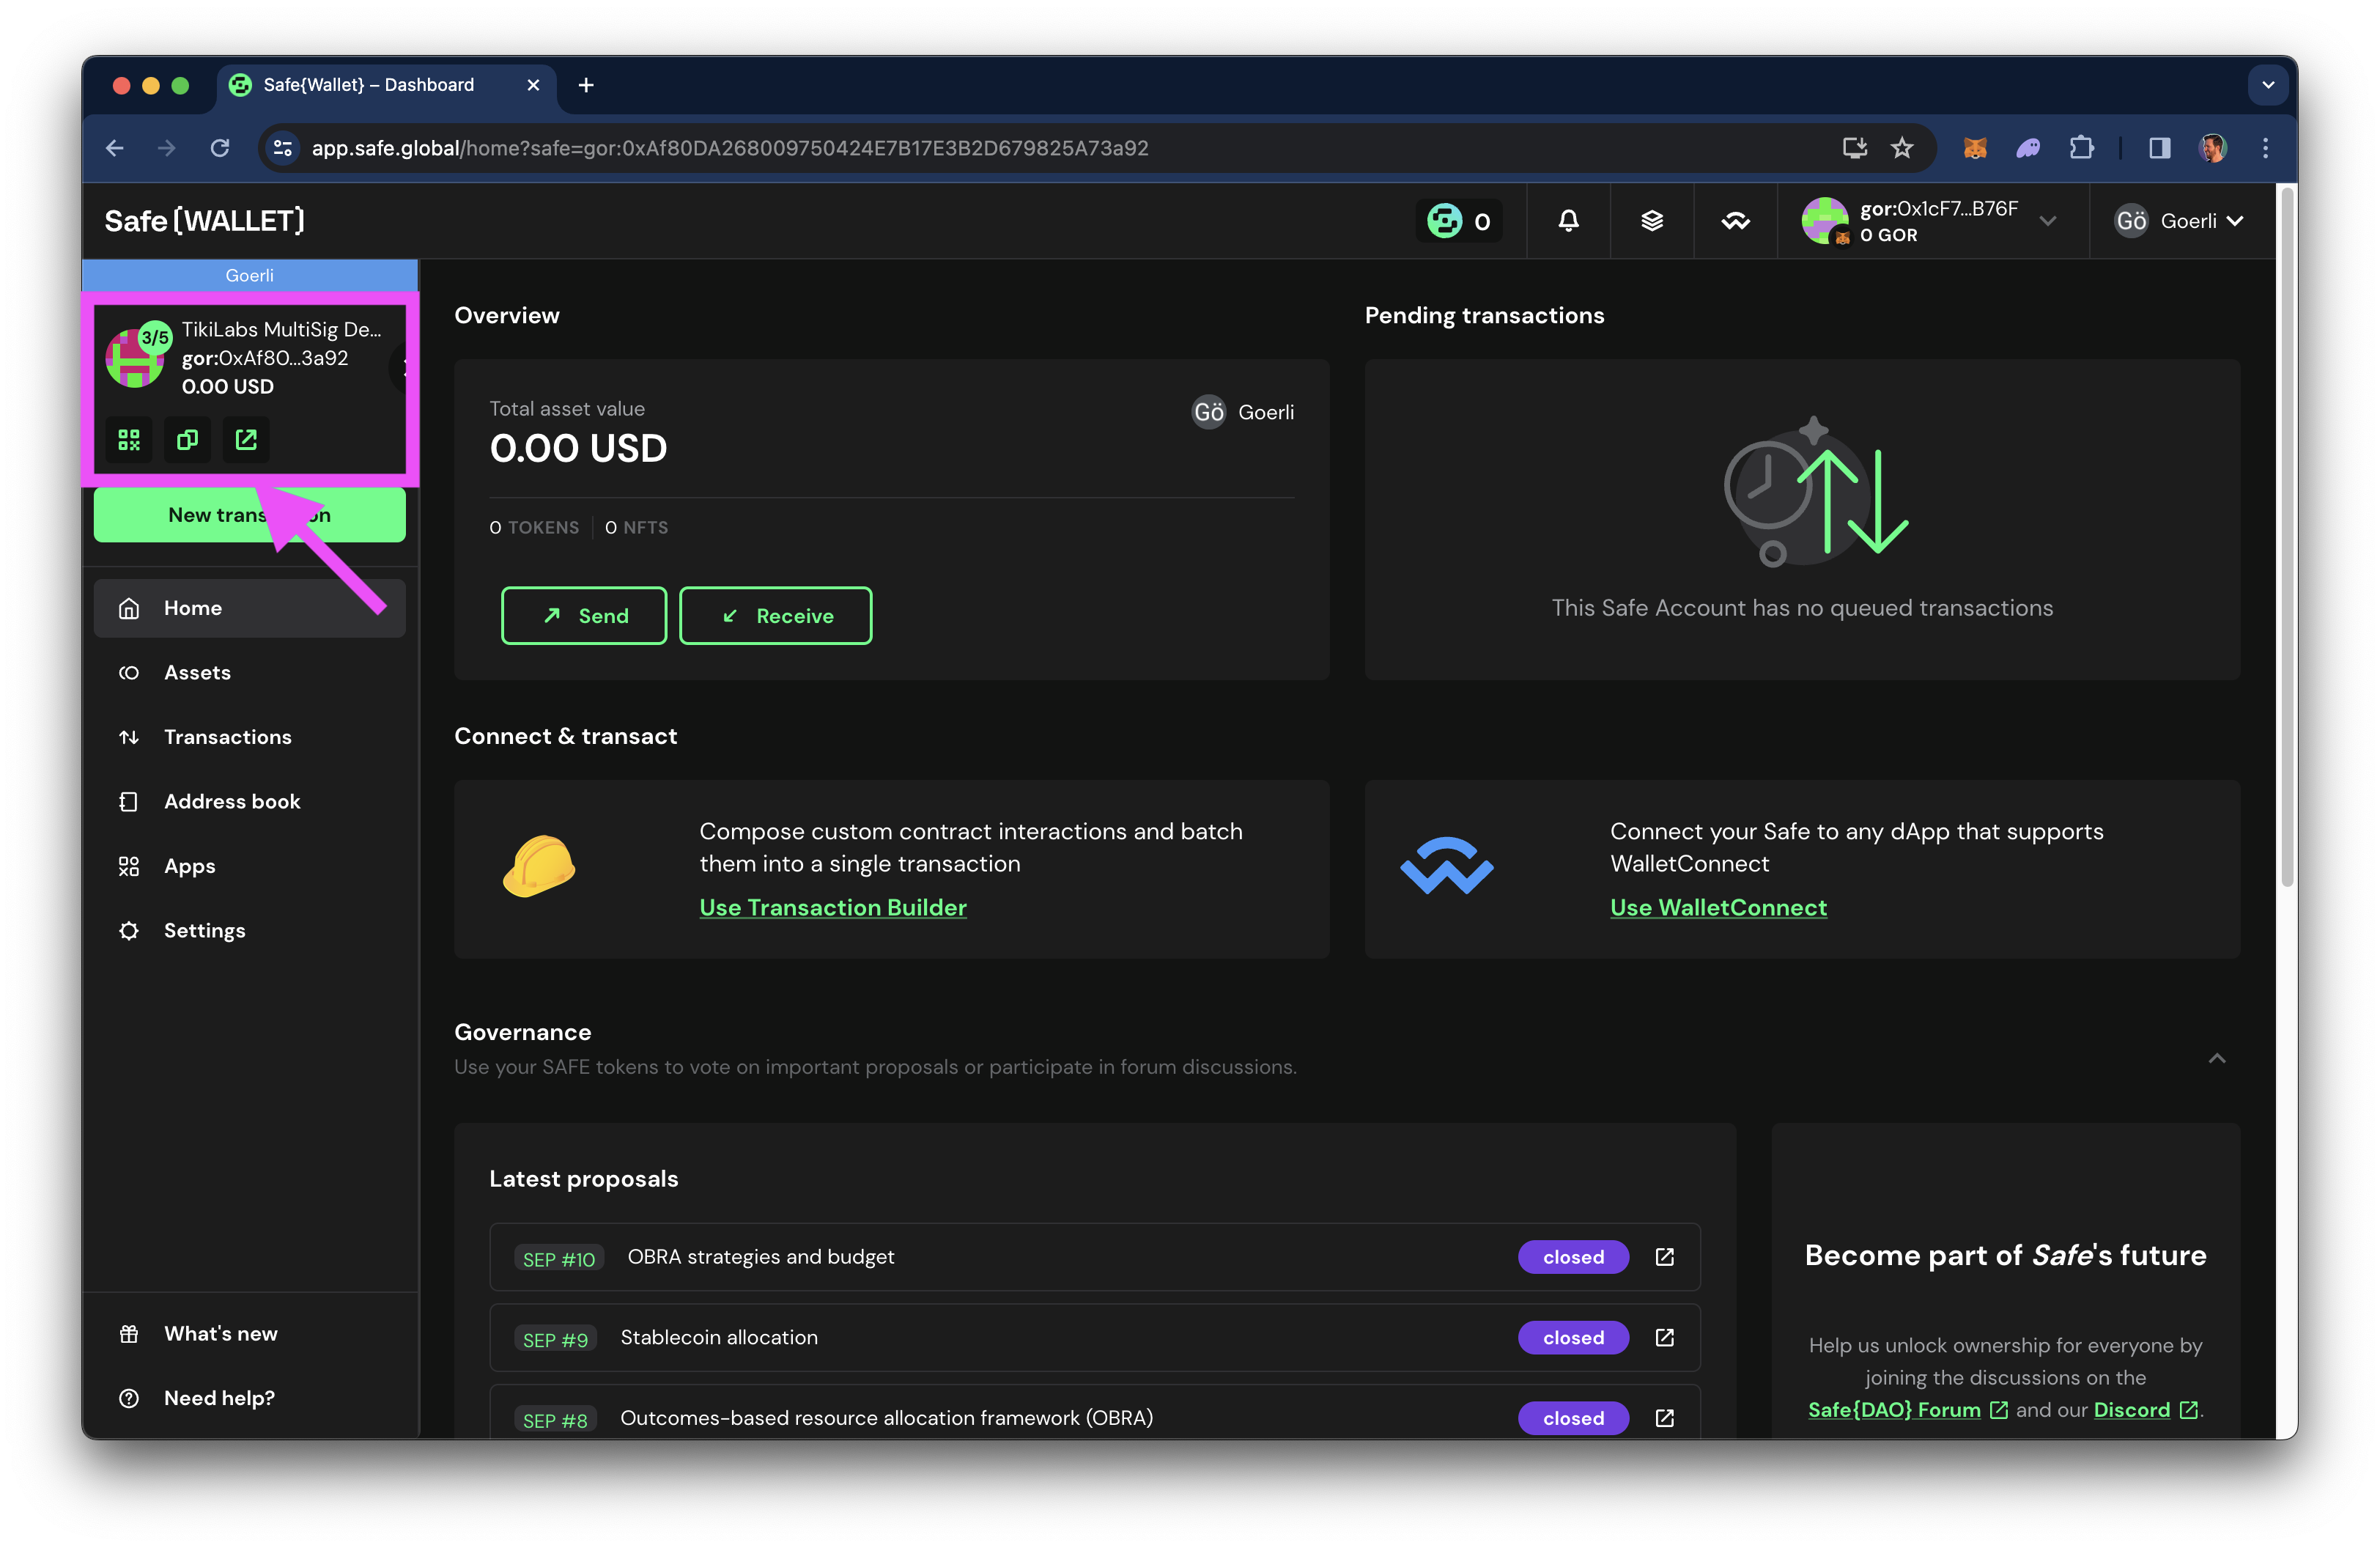 Safe{Wallet} – Dashboard
app.safe.global/home?safe=gor:0xAf80DA268009750424E7B17E3B2D679825A73a92
Safe{WALLET}
0
gor:0x1cF7...B76F
0 GOR
Gö Goerli
Goerli
3/5
TikiLabs MultiSig De...
gor:0xAf80...3a92
0.00 USD
New
Home
Assets
Transactions
Address book
Apps
Settings
What's new
Need help?
Overview
Total asset value
0.00 USD
Gö Goerli
0 TOKENS 0 NFTS
Send
Receive
Pending transactions
This Safe Account has no queued transactions
Connect & transact
Compose custom contract interactions and batch
them into a single transaction
Use Transaction Builder
Connect your Safe to any dApp that supports
WalletConnect
Use WalletConnect
Governance
Use your SAFE tokens to vote on important proposals or participate in forum discussions.
Latest proposals
SEP #10 OBRA strategies and budget closed
SEP #9 Stablecoin allocation closed
SEP #8 Outcomes-based resource allocation framework (OBRA) closed
Become part of Safe's future
Help us unlock ownership for everyone by
joining the discussions on the
Safe{DAO} Forum and our Discord.